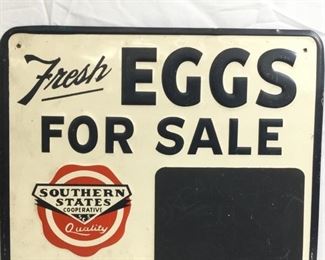 Fresh EGGS
FOR SALE
SOUTHERN
STATES
COOPERATIVE
Quality